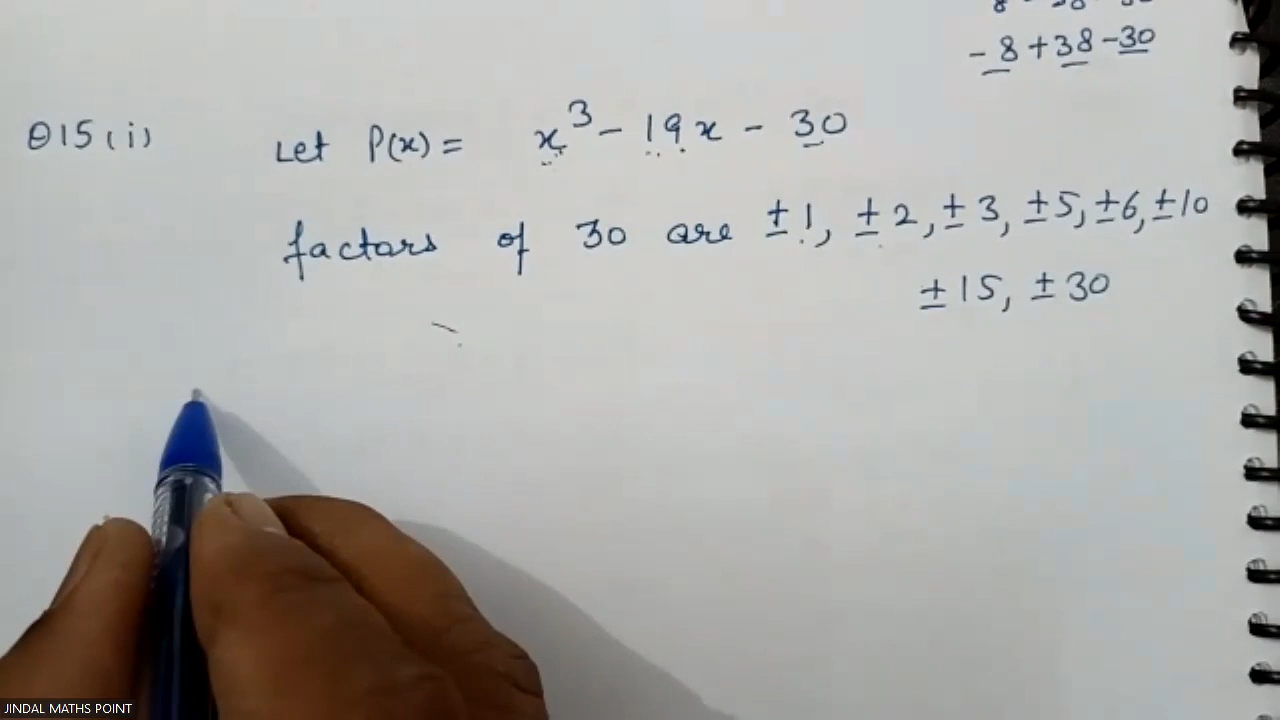 - 8 + 38 - 30
Q15 (i) Let P(x) = x³ - 19x - 30
factors of 30 are ± 1, ± 2, ± 3, ± 5, ± 6, ± 10
± 15, ± 30
JINDAL MATHS POINT